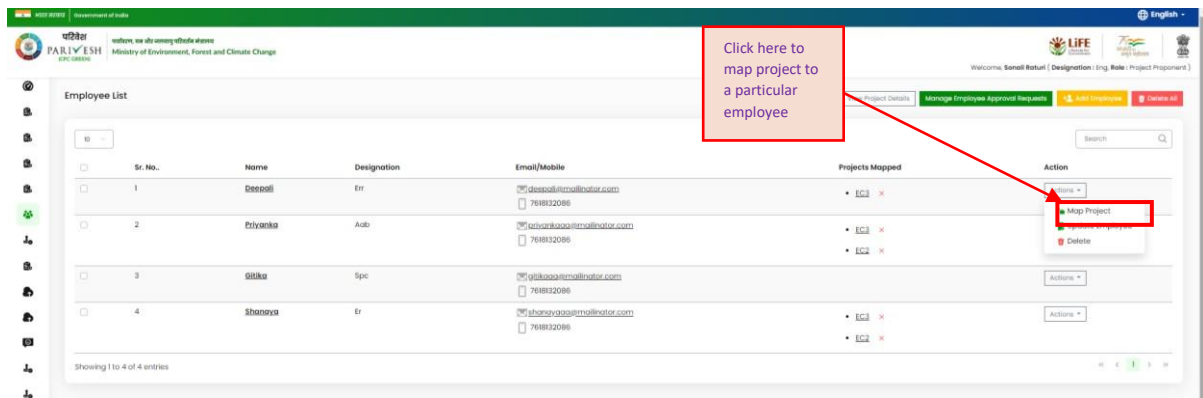 भारत सरकार Government of India
English
परिवेश
PARIVESH
(CPC GREEN)
पर्यावरण, वन और जलवायु परिवर्तन मंत्रालय
Ministry of Environment, Forest and Climate Change
LiFE
Welcome, Sonali Raturi ( Designation : Eng, Role : Project Proponent )
Click here to
map project to
a particular
employee
Employee List
Project Details
Manage Employee Approval Requests
Add Employee
Delete All
10
Search
Sr. No.. Name Designation Email/Mobile Projects Mapped Action
1 Deepali Err deepali@mailinator.com EC3 Actions
7618132086
Map Project
Update Employee
Delete
2 Priyanka Aab priyankaaa@mailinator.com EC3
7618132086
EC2
3 Gitika Spc gitikaaa@mailinator.com Actions
7618132086
4 Shanaya Er shanayaaa@mailinator.com EC3 Actions
7618132086
EC2
Showing 1 to 4 of 4 entries
« ‹ 1 › »